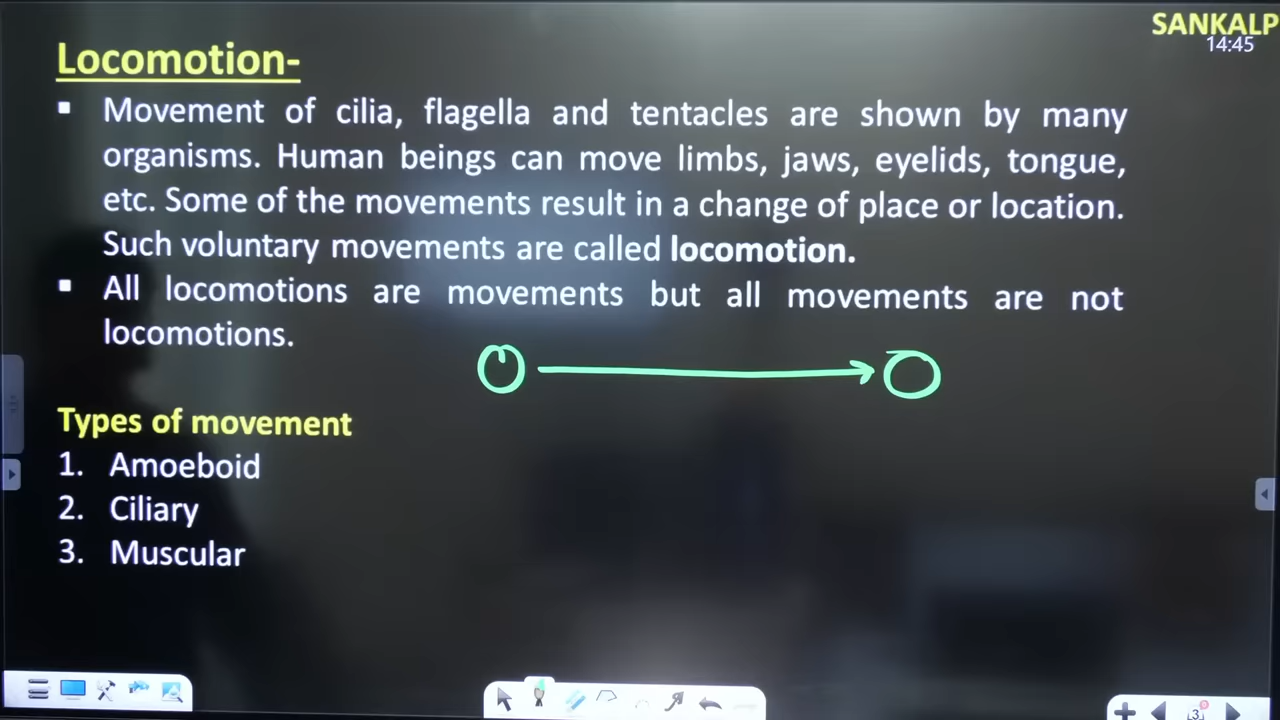 SANKALP
14:45
Locomotion-
▪ Movement of cilia, flagella and tentacles are shown by many
organisms. Human beings can move limbs, jaws, eyelids, tongue,
etc. Some of the movements result in a change of place or location.
Such voluntary movements are called locomotion.
▪ All locomotions are movements but all movements are not
locomotions.
Types of movement
1. Amoeboid
2. Ciliary
3. Muscular
3